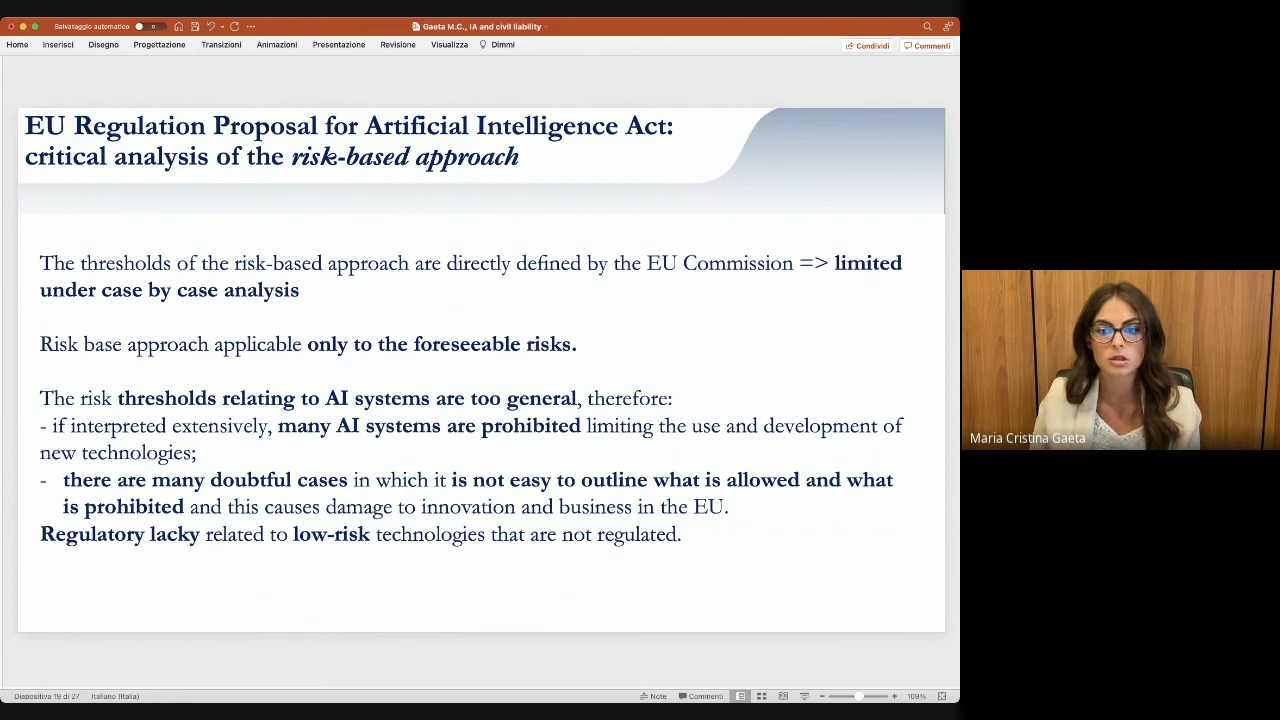 Salvataggio automatico
Gaeta M.C., IA and civil liability
Home Inserisci Disegno Progettazione Transizioni Animazioni Presentazione Revisione Visualizza Dimmi
Condividi Commenti
EU Regulation Proposal for Artificial Intelligence Act:
critical analysis of the risk-based approach
The thresholds of the risk-based approach are directly defined by the EU Commission => limited
under case by case analysis
Risk base approach applicable only to the foreseeable risks.
The risk thresholds relating to AI systems are too general, therefore:
- if interpreted extensively, many AI systems are prohibited limiting the use and development of
new technologies;
- there are many doubtful cases in which it is not easy to outline what is allowed and what
is prohibited and this causes damage to innovation and business in the EU.
Regulatory lacky related to low-risk technologies that are not regulated.
Maria Cristina Gaeta
Diapositiva 19 di 27 Italiano (Italia)
Note Commenti 109%